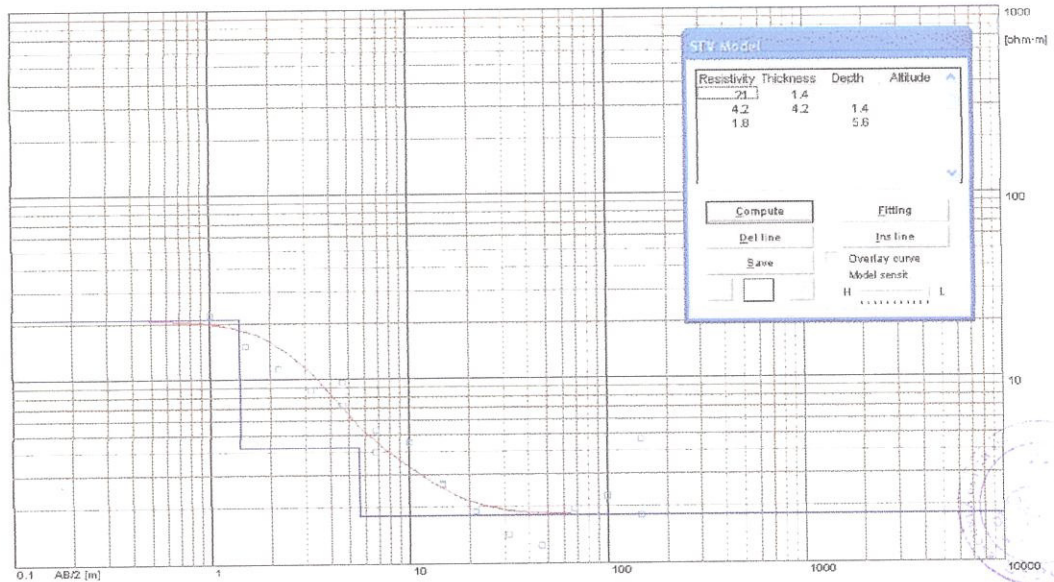 1000
[ohm·m]
STV Model
Resistivity Thickness Depth Altitude
21 1.4
4.2 4.2 1.4
1.8 5.6
100
Compute Fitting
Del line Ins line
Save Overlay curve
Model sensit
H L
10
0.1 AB/2 [m] 1 10 100 1000 10000